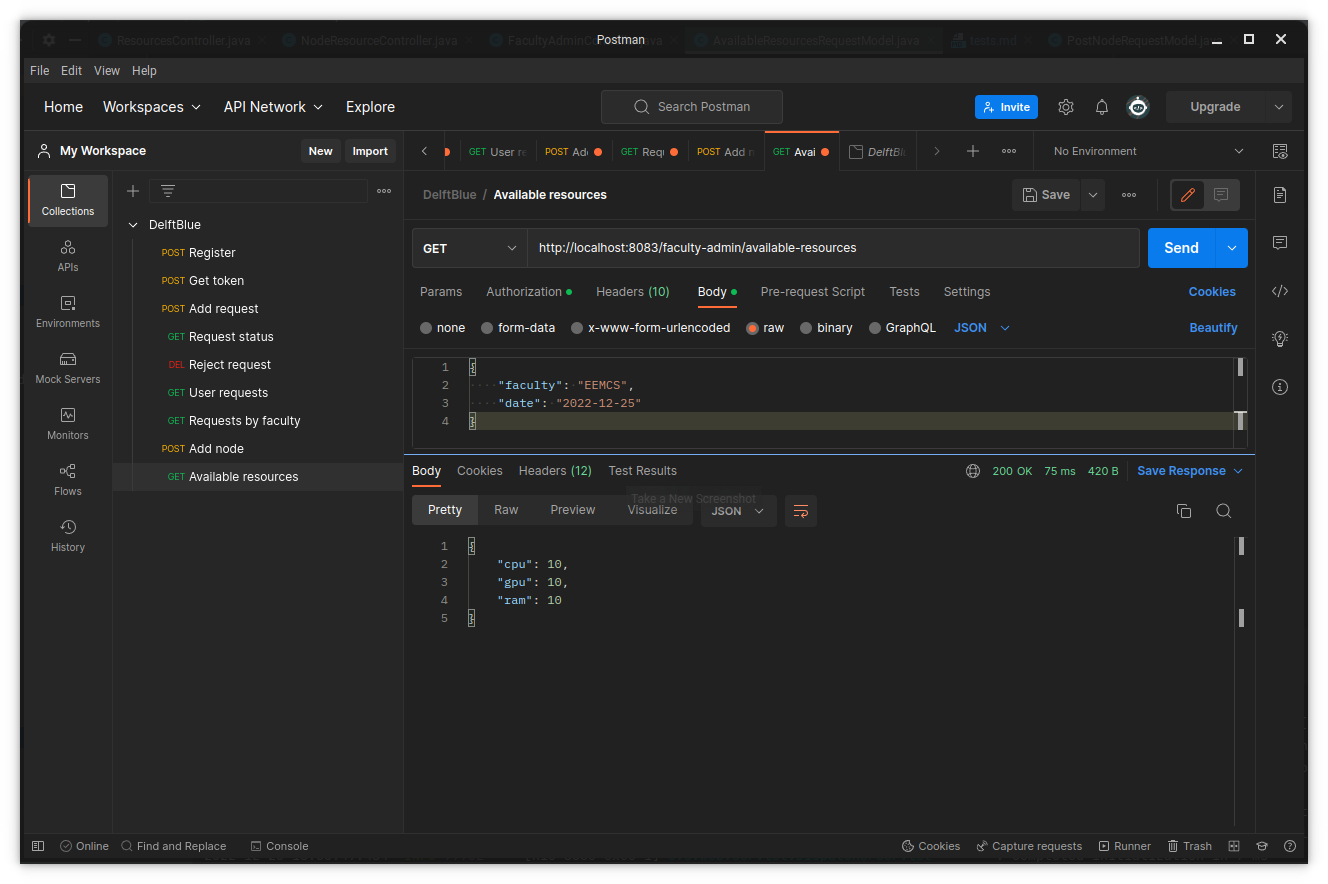 ResourcesController.java NodeResourceController.java Postman AvailableResourcesRequestModel.java tests.md
File Edit View Help
Home Workspaces API Network Explore Search Postman Invite Upgrade
My Workspace New Import
GET User re POST Add GET Requ POST Add n GET Avai DelftBl No Environment
Collections
APIs
Environments
Mock Servers
Monitors
Flows
History
DelftBlue
POST Register
POST Get token
POST Add request
GET Request status
DEL Reject request
GET User requests
GET Requests by faculty
POST Add node
GET Available resources
DelftBlue / Available resources Save
GET http://localhost:8083/faculty-admin/available-resources Send
Params Authorization Headers (10) Body Pre-request Script Tests Settings Cookies
none form-data x-www-form-urlencoded raw binary GraphQL JSON Beautify
1 {
2 "faculty": "EEMCS",
3 "date": "2022-12-25"
4 }
Body Cookies Headers (12) Test Results 200 OK 75 ms 420 B Save Response
Take a New Screenshot
Pretty Raw Preview Visualize JSON
1 {
2 "cpu": 10,
3 "gpu": 10,
4 "ram": 10
5 }
Online Find and Replace Console Cookies Capture requests Runner Trash